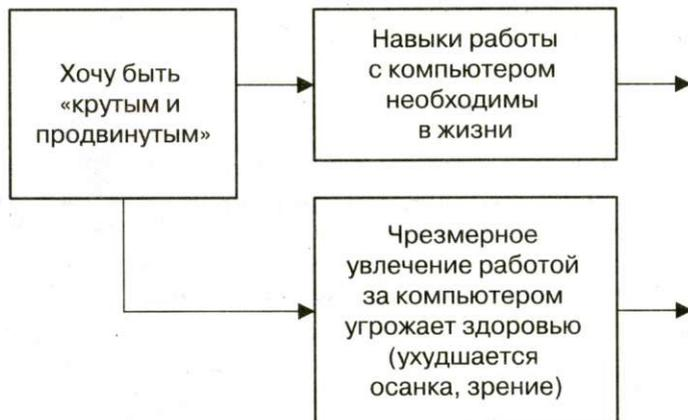 Хочу быть
«крутым и
продвинутым»
Навыки работы
с компьютером
необходимы
в жизни
Чрезмерное
увлечение работой
за компьютером
угрожает здоровью
(ухудшается
осанка, зрение)